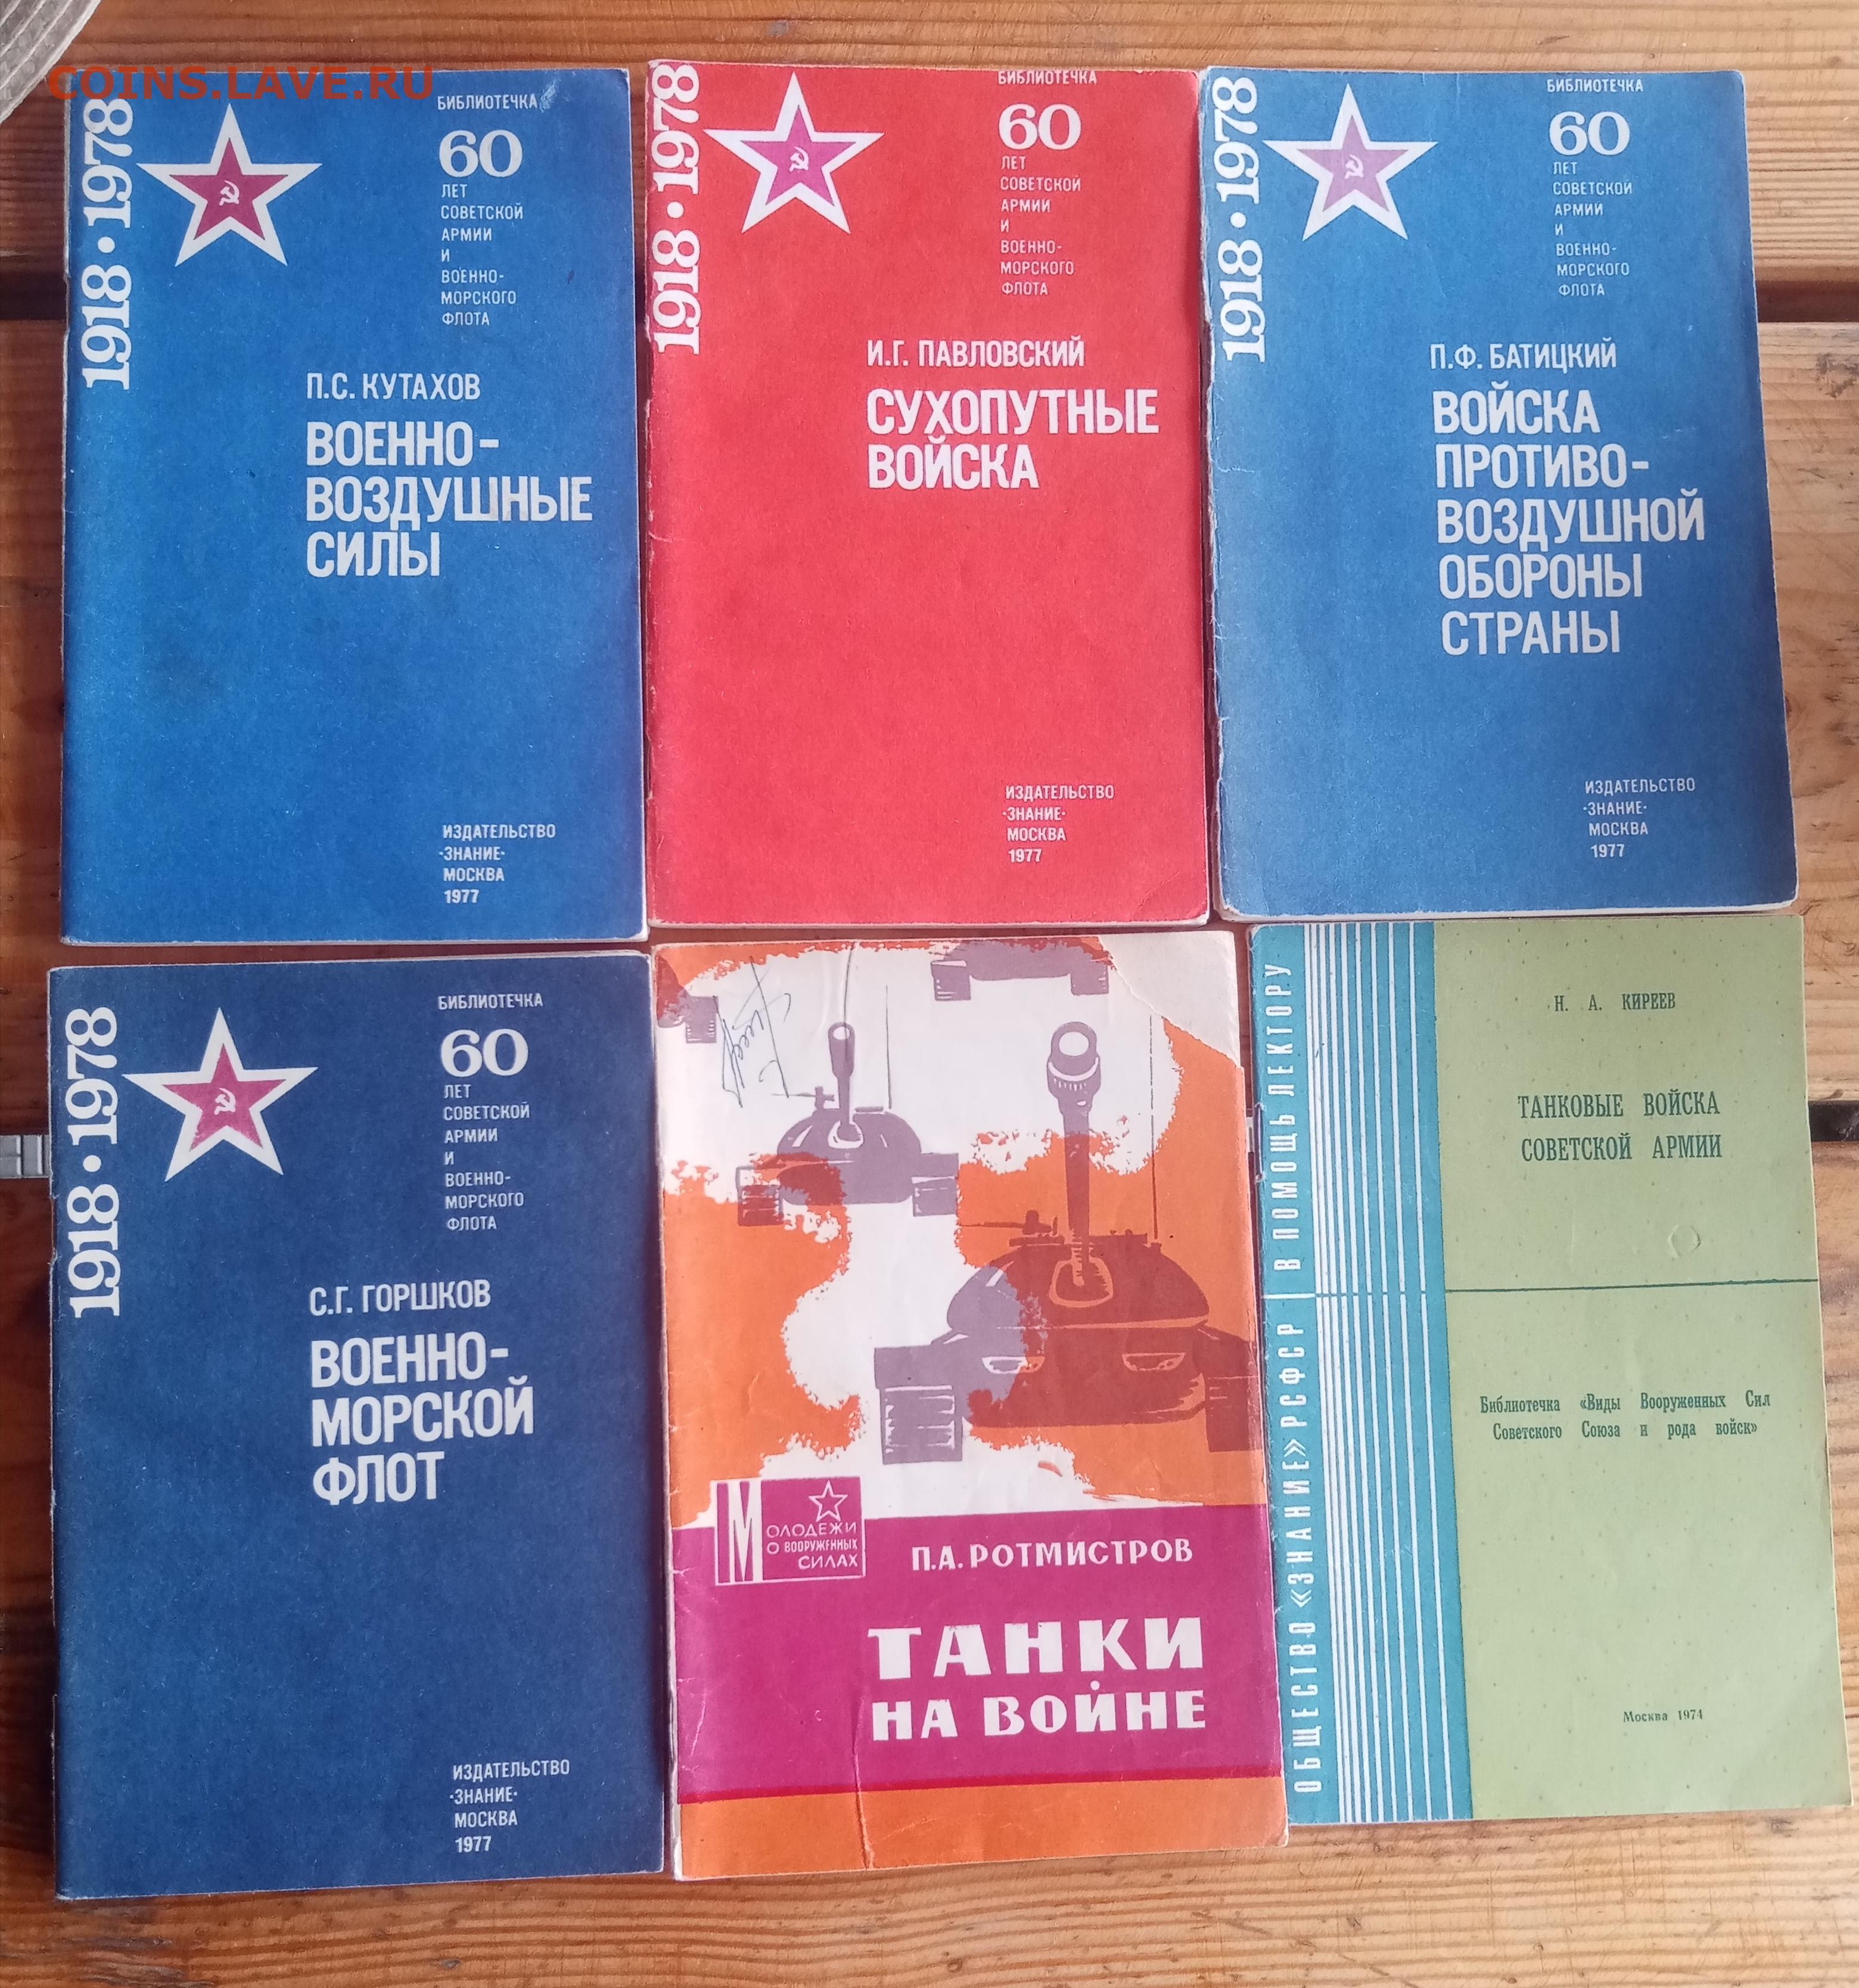 COINS.LAVE.RU
1918•1978
БИБЛИОТЕЧКА
60
ЛЕТ
СОВЕТСКОЙ
АРМИИ
И
ВОЕННО-
МОРСКОГО
ФЛОТА
П.С. КУТАХОВ
ВОЕННО-
ВОЗДУШНЫЕ
СИЛЫ
ИЗДАТЕЛЬСТВО
•ЗНАНИЕ•
МОСКВА
1977
1918•1978
БИБЛИОТЕЧКА
60
ЛЕТ
СОВЕТСКОЙ
АРМИИ
И
ВОЕННО-
МОРСКОГО
ФЛОТА
И.Г. ПАВЛОВСКИЙ
СУХОПУТНЫЕ
ВОЙСКА
ИЗДАТЕЛЬСТВО
•ЗНАНИЕ•
МОСКВА
1977
1918•1978
БИБЛИОТЕЧКА
60
ЛЕТ
СОВЕТСКОЙ
АРМИИ
И
ВОЕННО-
МОРСКОГО
ФЛОТА
П.Ф. БАТИЦКИЙ
ВОЙСКА
ПРОТИВО-
ВОЗДУШНОЙ
ОБОРОНЫ
СТРАНЫ
ИЗДАТЕЛЬСТВО
•ЗНАНИЕ•
МОСКВА
1977
1918•1978
БИБЛИОТЕЧКА
60
ЛЕТ
СОВЕТСКОЙ
АРМИИ
И
ВОЕННО-
МОРСКОГО
ФЛОТА
С.Г. ГОРШКОВ
ВОЕННО-
МОРСКОЙ
ФЛОТ
ИЗДАТЕЛЬСТВО
•ЗНАНИЕ•
МОСКВА
1977
МОЛОДЕЖИ
О ВООРУЖЕННЫХ
СИЛАХ
П.А. РОТМИСТРОВ
ТАНКИ
НА ВОЙНЕ
ОБЩЕСТВО «ЗНАНИЕ» РСФСР | В ПОМОЩЬ ЛЕКТОРУ
Н. А. КИРЕЕВ
ТАНКОВЫЕ ВОЙСКА
СОВЕТСКОЙ АРМИИ
Библиотечка «Виды Вооруженных Сил
Советского Союза и рода войск»
Москва 1974